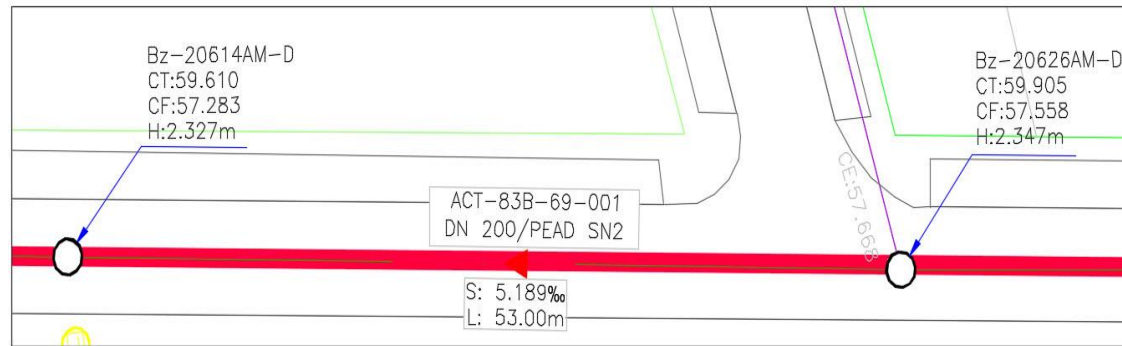 Bz-20614AM-D
CT:59.610
CF:57.283
H:2.327m
Bz-20626AM-D
CT:59.905
CF:57.558
H:2.347m
CE:57.668
ACT-83B-69-001
DN 200/PEAD SN2
S: 5.189‰
L: 53.00m